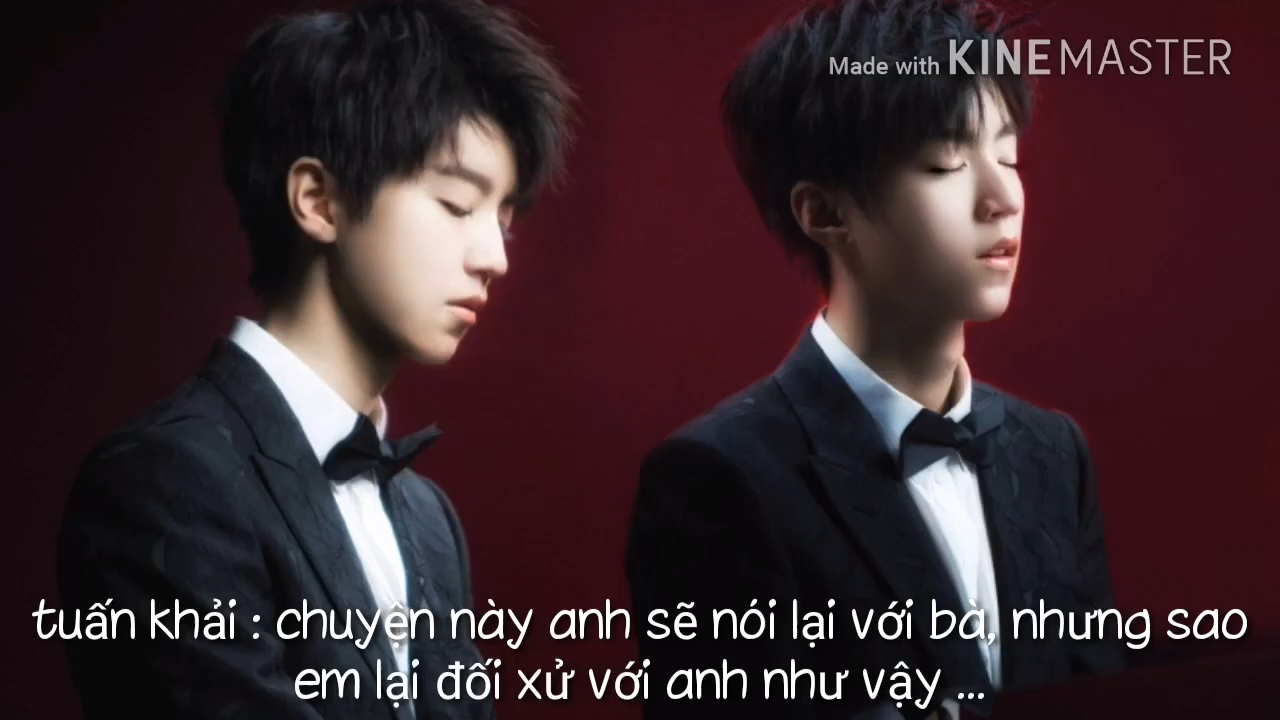 Made with KINEMASTER
tuấn khải : chuyện này anh sẽ nói lại với bà, nhưng sao
em lại đối xử với anh như vậy ...